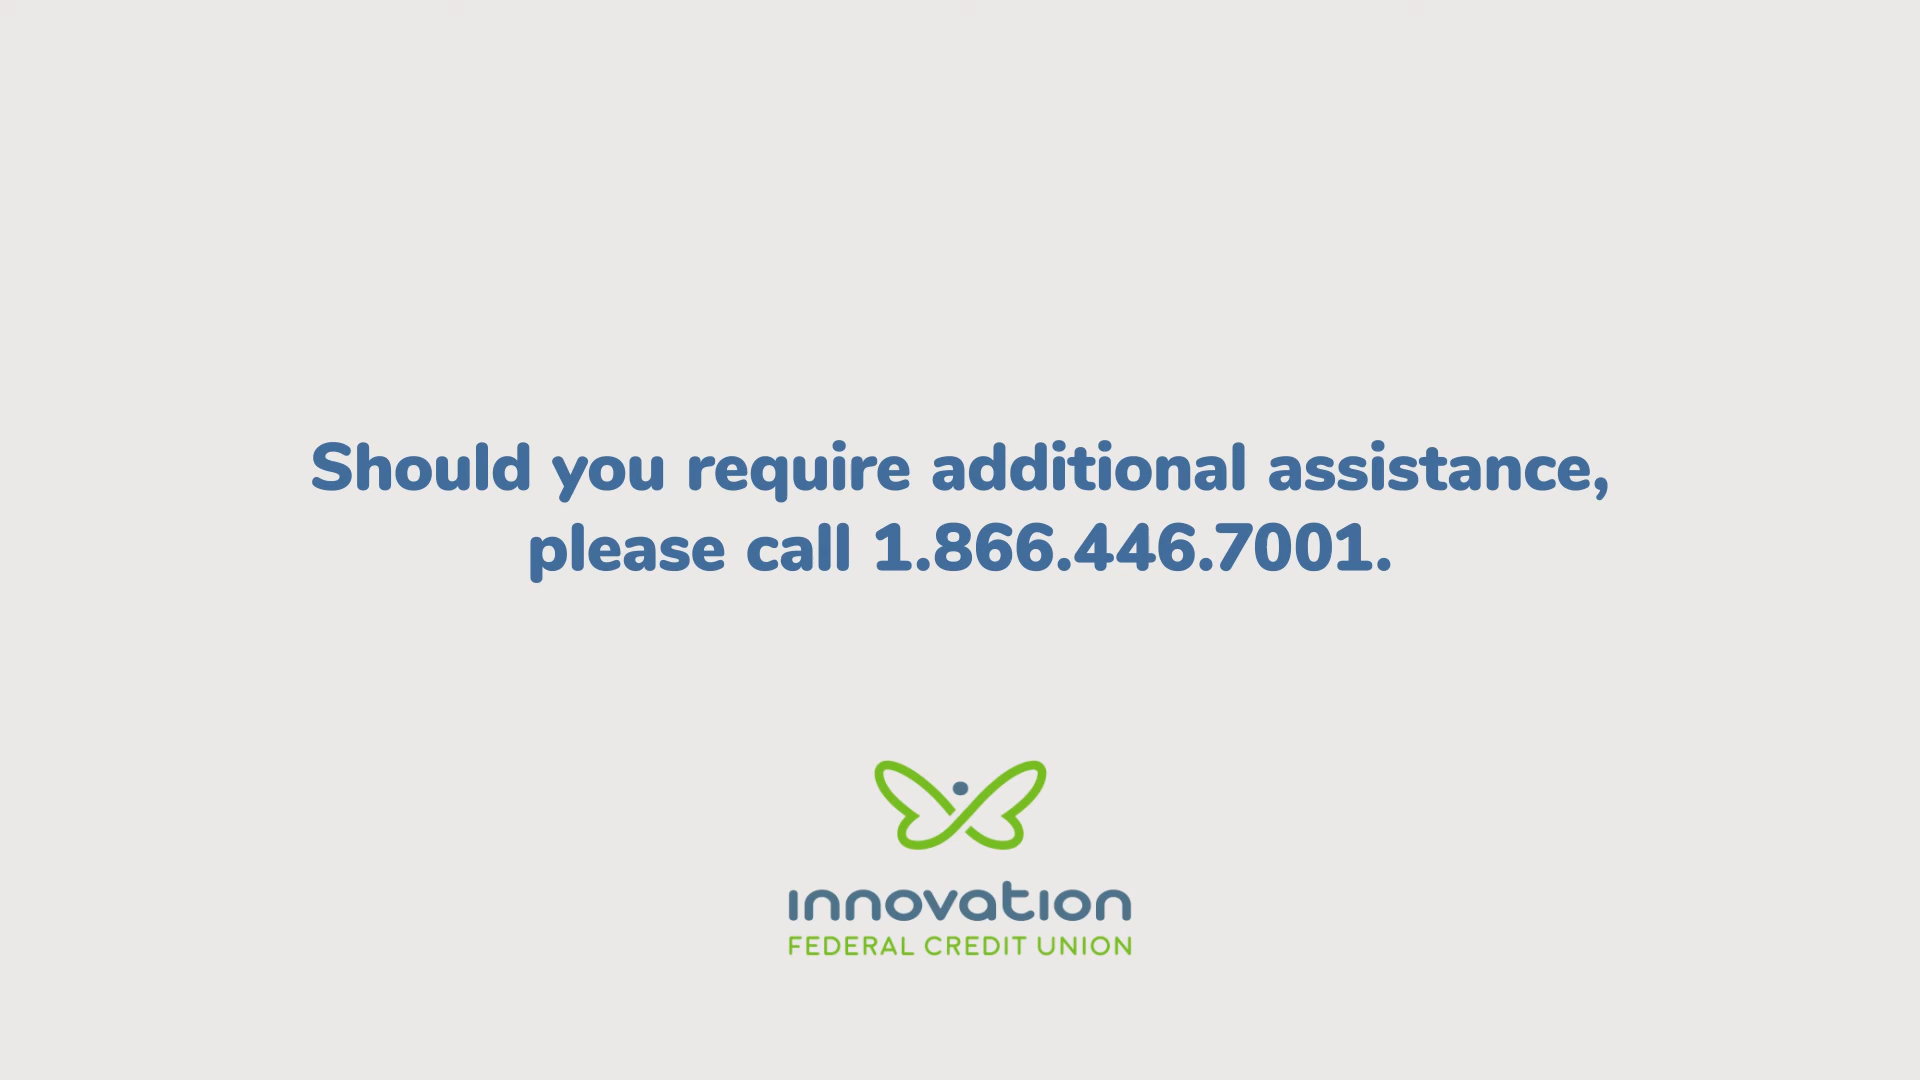 Should you require additional assistance,
please call 1.866.446.7001.
innovation
FEDERAL CREDIT UNION